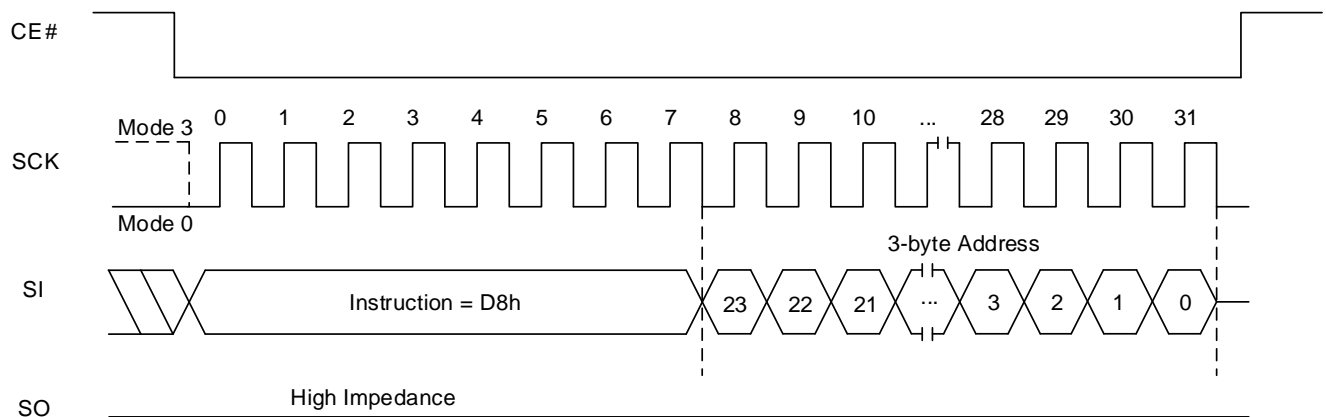 CE#
Mode 3
0 1 2 3 4 5 6 7 8 9 10 ... 28 29 30 31
SCK
Mode 0
3-byte Address
SI
Instruction = D8h
23 22 21 ... 3 2 1 0
High Impedance
SO